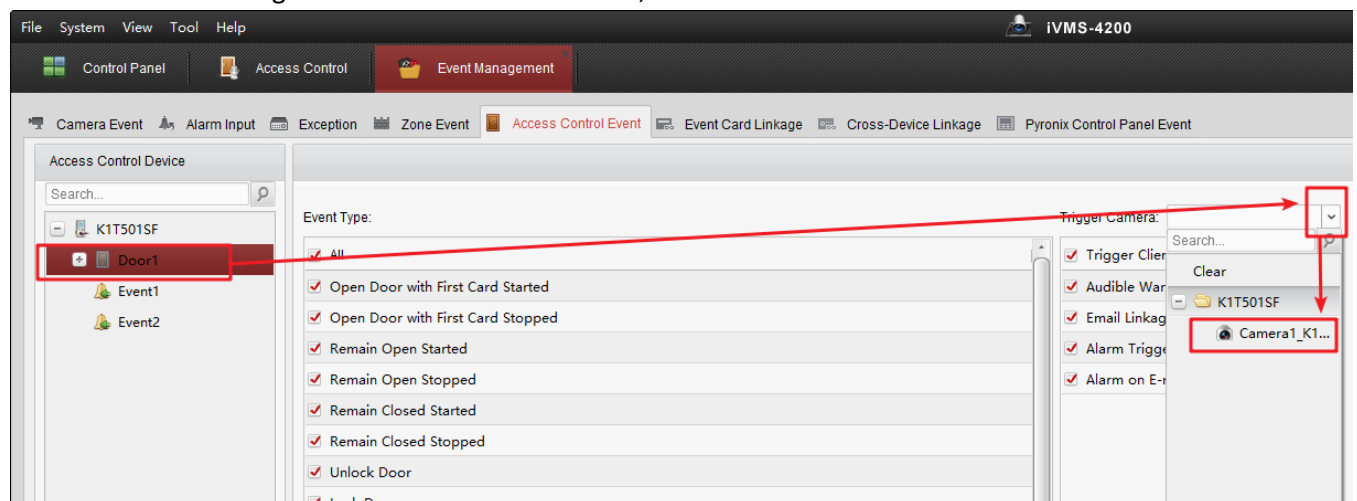 File System View Tool Help iVMS-4200
Control Panel Access Control Event Management
Camera Event Alarm Input Exception Zone Event Access Control Event Event Card Linkage Cross-Device Linkage Pyronix Control Panel Event
Access Control Device
Search...
K1T501SF
Door1
Event1
Event2
Event Type:
All
Open Door with First Card Started
Open Door with First Card Stopped
Remain Open Started
Remain Open Stopped
Remain Closed Started
Remain Closed Stopped
Unlock Door
Trigger Camera:
Trigger Clie
Audible War
Email Linkag
Alarm Trigge
Alarm on E-
Search...
Clear
K1T501SF
Camera1_K1...